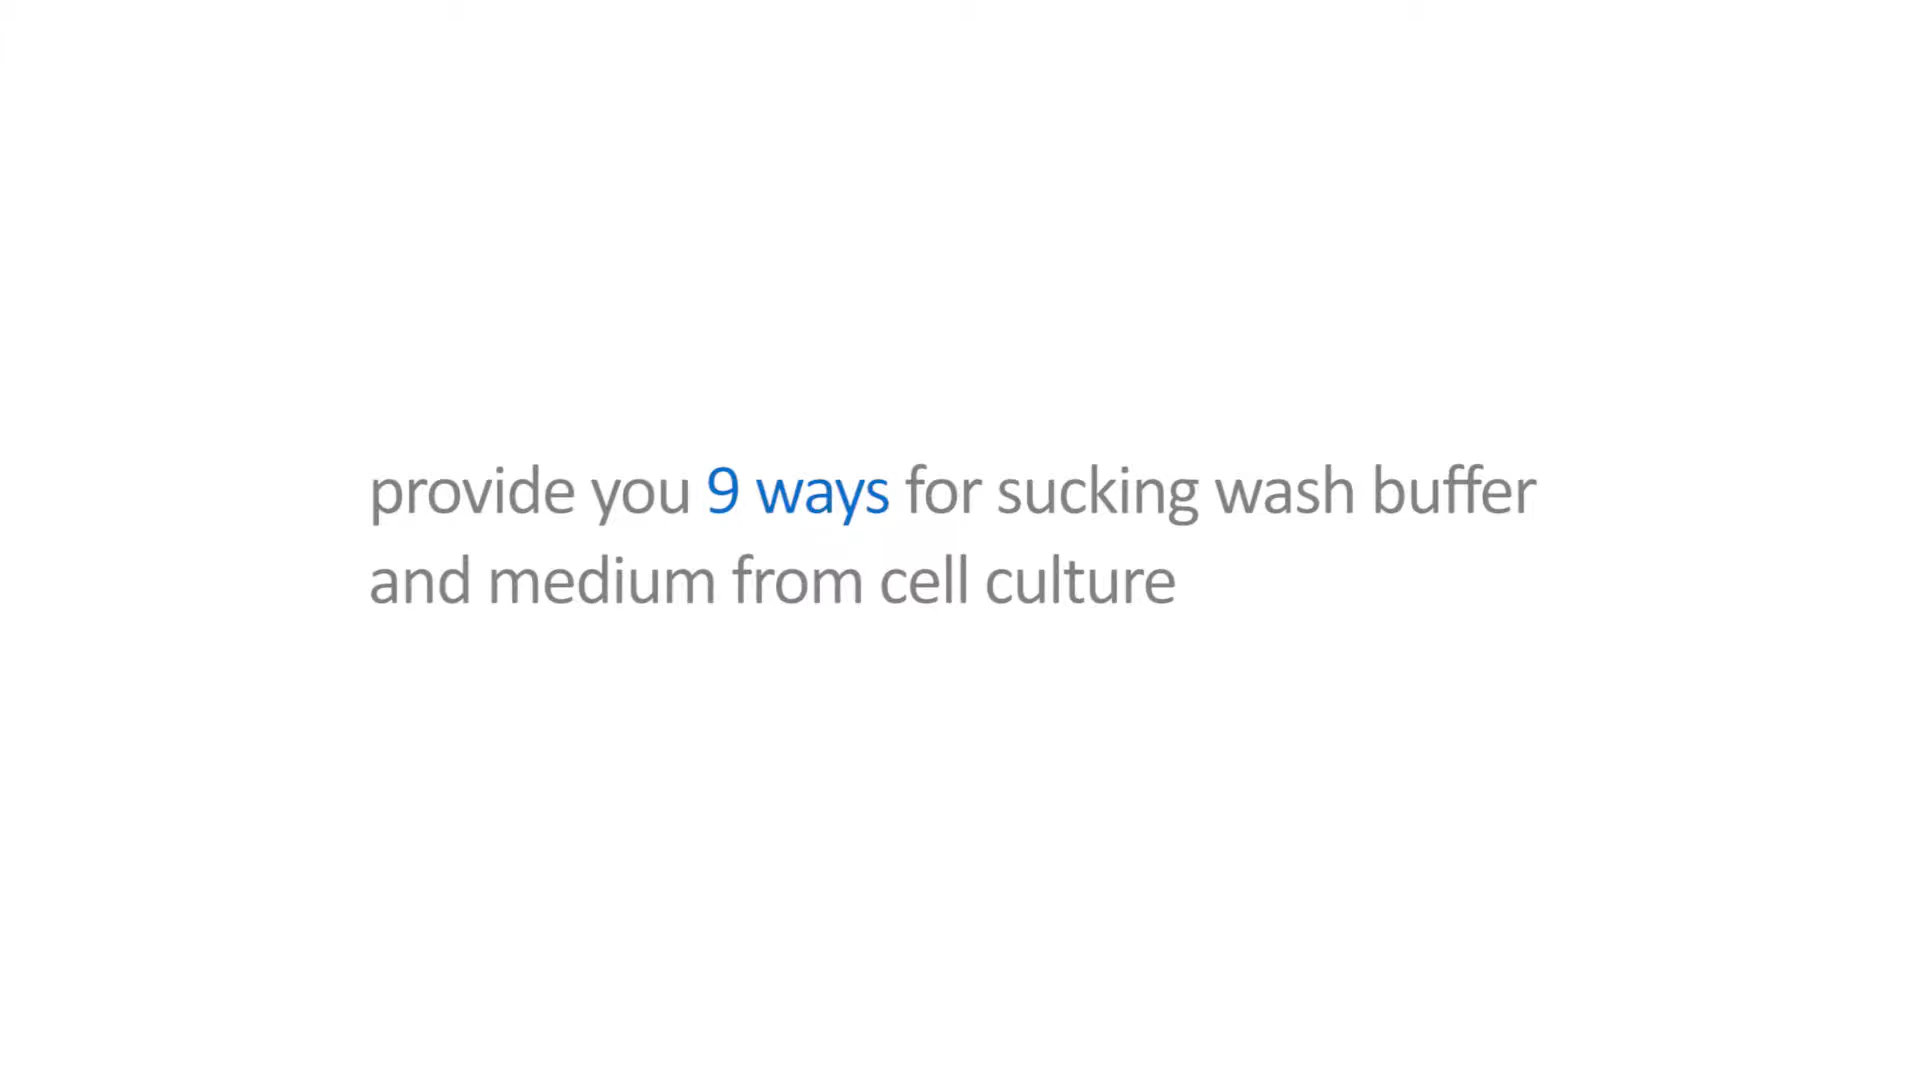 provide you 9 ways for sucking wash buffer
and medium from cell culture